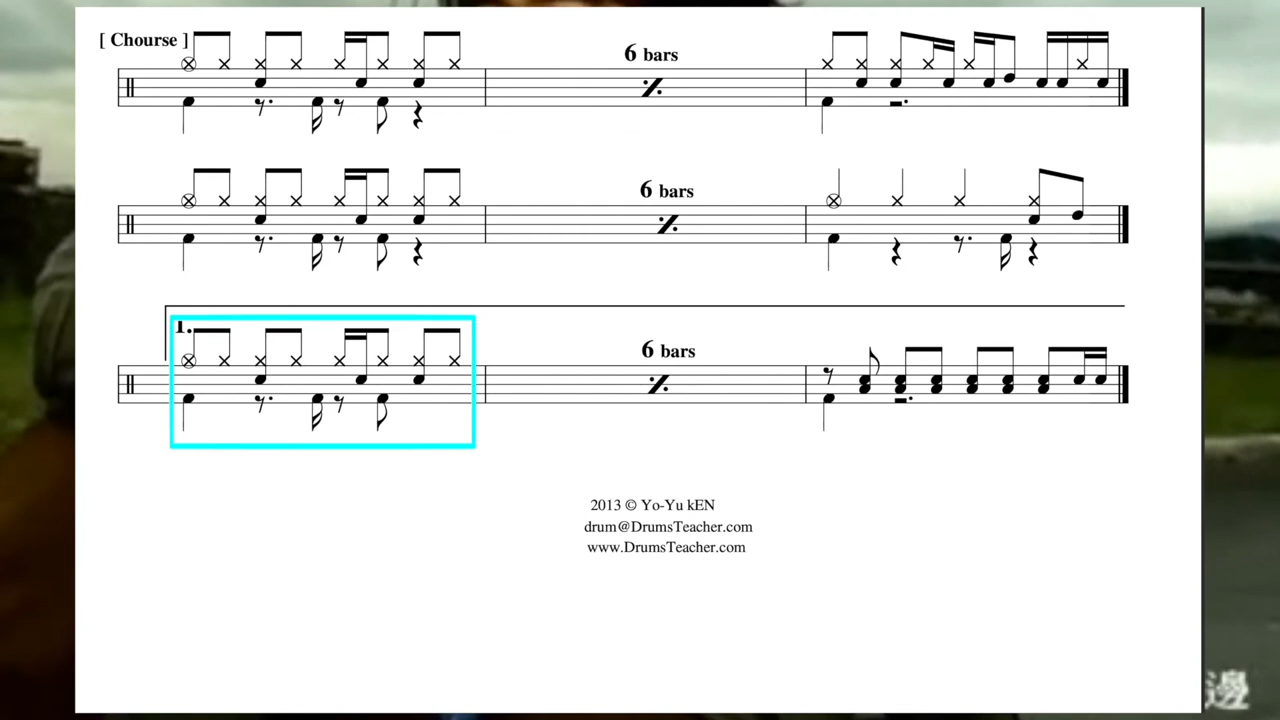 [ Chourse ]
6 bars
6 bars
1.
6 bars
2013 © Yo-Yu kEN
drum@DrumsTeacher.com
www.DrumsTeacher.com
邊